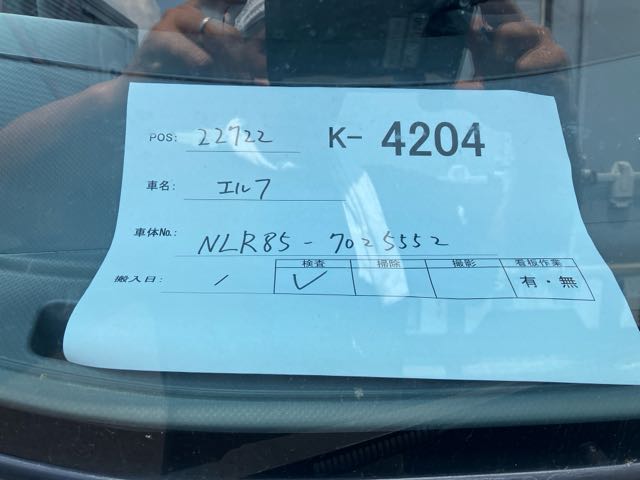 POS: 22722 K- 4204
車名: エルフ
車体No.: NLR85-7025552
検査 掃除 撮影 看板作業
搬入日: / ✓ 有・無